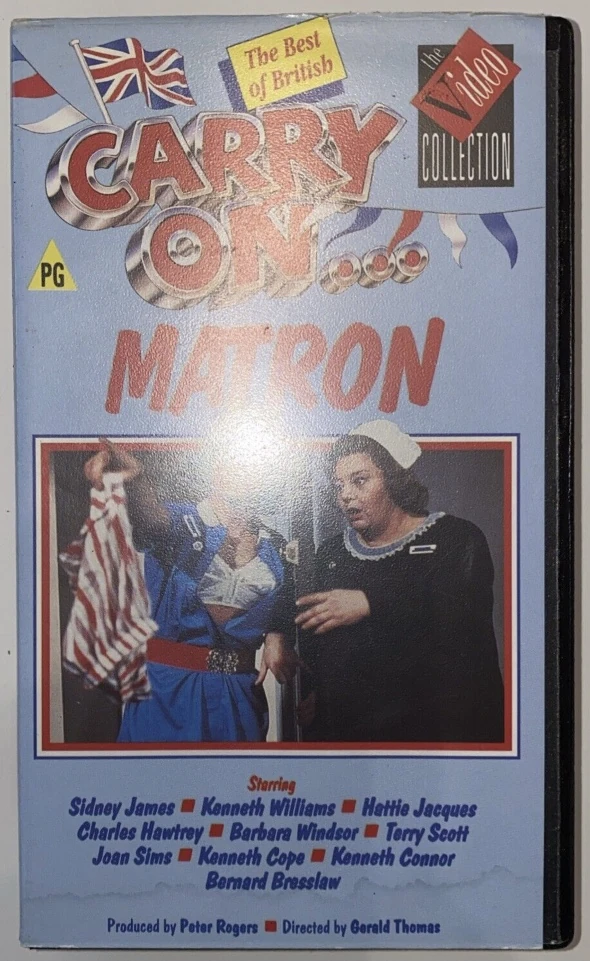 The Best
of British
the
Video
COLLECTION
CARRY
ON...
PG
MATRON
Starring
Sidney James ■ Kenneth Williams ■ Hattie Jacques
Charles Hawtrey ■ Barbara Windsor ■ Terry Scott
Joan Sims ■ Kenneth Cope ■ Kenneth Connor
Bernard Bresslaw
Produced by Peter Rogers ■ Directed by Gerald Thomas